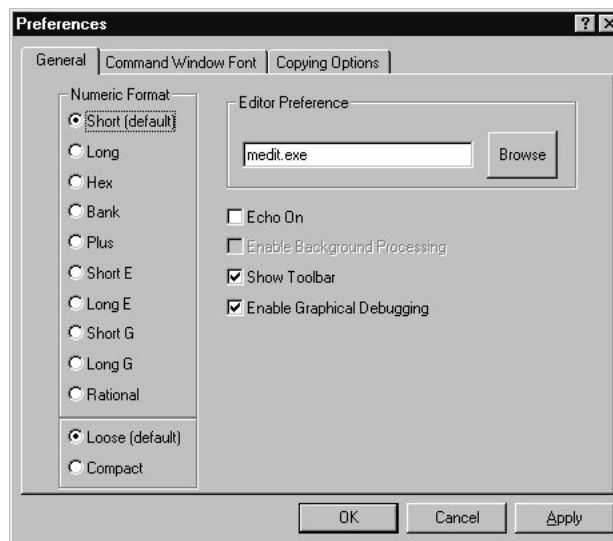 Preferences
General
Command Window Font
Copying Options
Numeric Format
Short (default)
Long
Hex
Bank
Plus
Short E
Long E
Short G
Long G
Rational
Loose (default)
Compact
Editor Preference
medit.exe
Browse
Echo On
Enable Background Processing
Show Toolbar
Enable Graphical Debugging
OK
Cancel
Apply